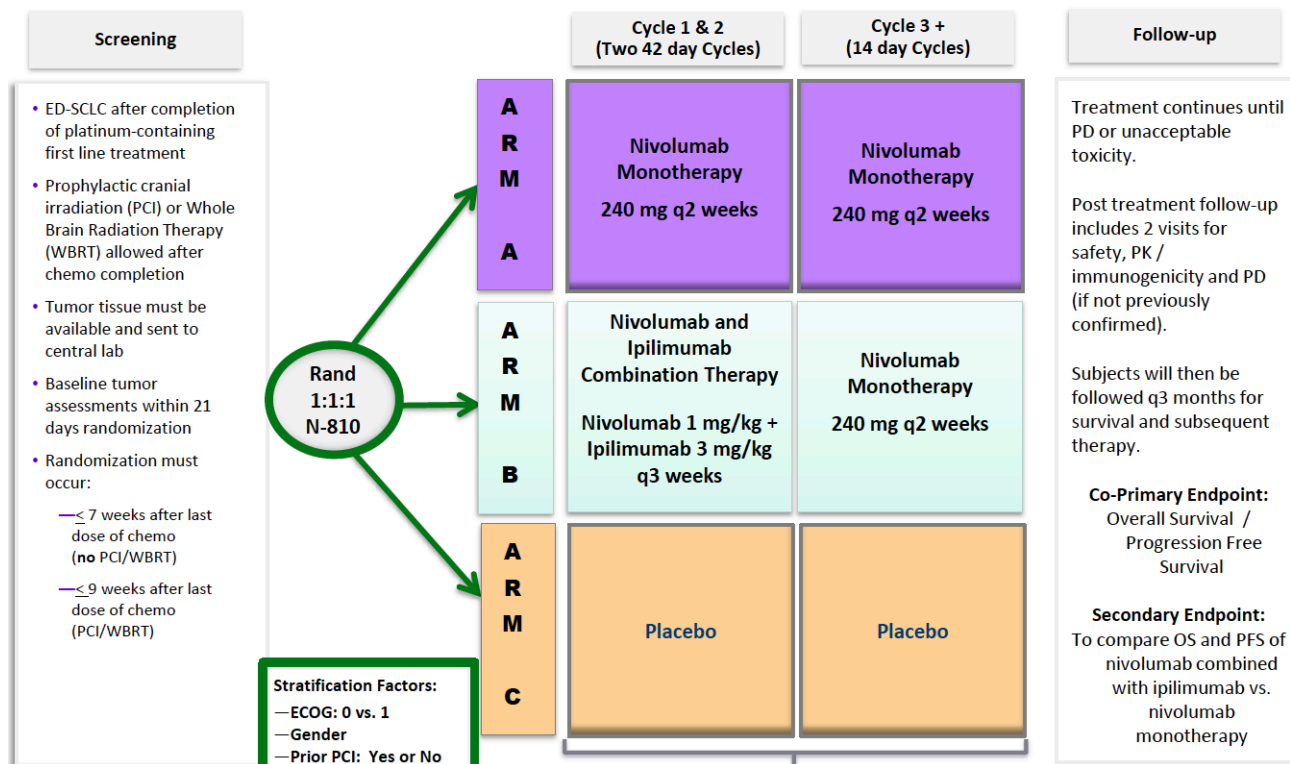 Screening
• ED-SCLC after completion
of platinum-containing
first line treatment
• Prophylactic cranial
irradiation (PCI) or Whole
Brain Radiation Therapy
(WBRT) allowed after
chemo completion
• Tumor tissue must be
available and sent to
central lab
• Baseline tumor
assessments within 21
days randomization
• Randomization must
occur:
—< 7 weeks after last
dose of chemo
(no PCI/WBRT)
—< 9 weeks after last
dose of chemo
(PCI/WBRT)
Rand
1:1:1
N-810
Stratification Factors:
—ECOG: 0 vs. 1
—Gender
—Prior PCI: Yes or No
Cycle 1 & 2
(Two 42 day Cycles)
Cycle 3 +
(14 day Cycles)
A
R
M
A
Nivolumab
Monotherapy
240 mg q2 weeks
Nivolumab
Monotherapy
240 mg q2 weeks
A
R
M
B
Nivolumab and
Ipilimumab
Combination Therapy
Nivolumab 1 mg/kg +
Ipilimumab 3 mg/kg
q3 weeks
Nivolumab
Monotherapy
240 mg q2 weeks
A
R
M
C
Placebo
Placebo
Follow-up
Treatment continues until
PD or unacceptable
toxicity.
Post treatment follow-up
includes 2 visits for
safety, PK /
immunogenicity and PD
(if not previously
confirmed).
Subjects will then be
followed q3 months for
survival and subsequent
therapy.
Co-Primary Endpoint:
Overall Survival /
Progression Free
Survival
Secondary Endpoint:
To compare OS and PFS of
nivolumab combined
with ipilimumab vs.
nivolumab
monotherapy